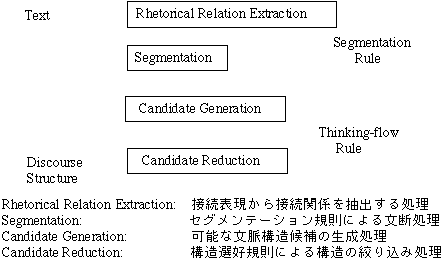 Text
Rhetorical Relation Extraction
Segmentation
Rule
Segmentation
Candidate Generation
Thinking-flow
Rule
Discourse
Structure
Candidate Reduction
Rhetorical Relation Extraction: 接続表現から接続関係を抽出する処理
Segmentation: セグメンテーション規則による文断処理
Candidate Generation: 可能な文脈構造候補の生成処理
Candidate Reduction: 構造選好規則による構造の絞り込み処理